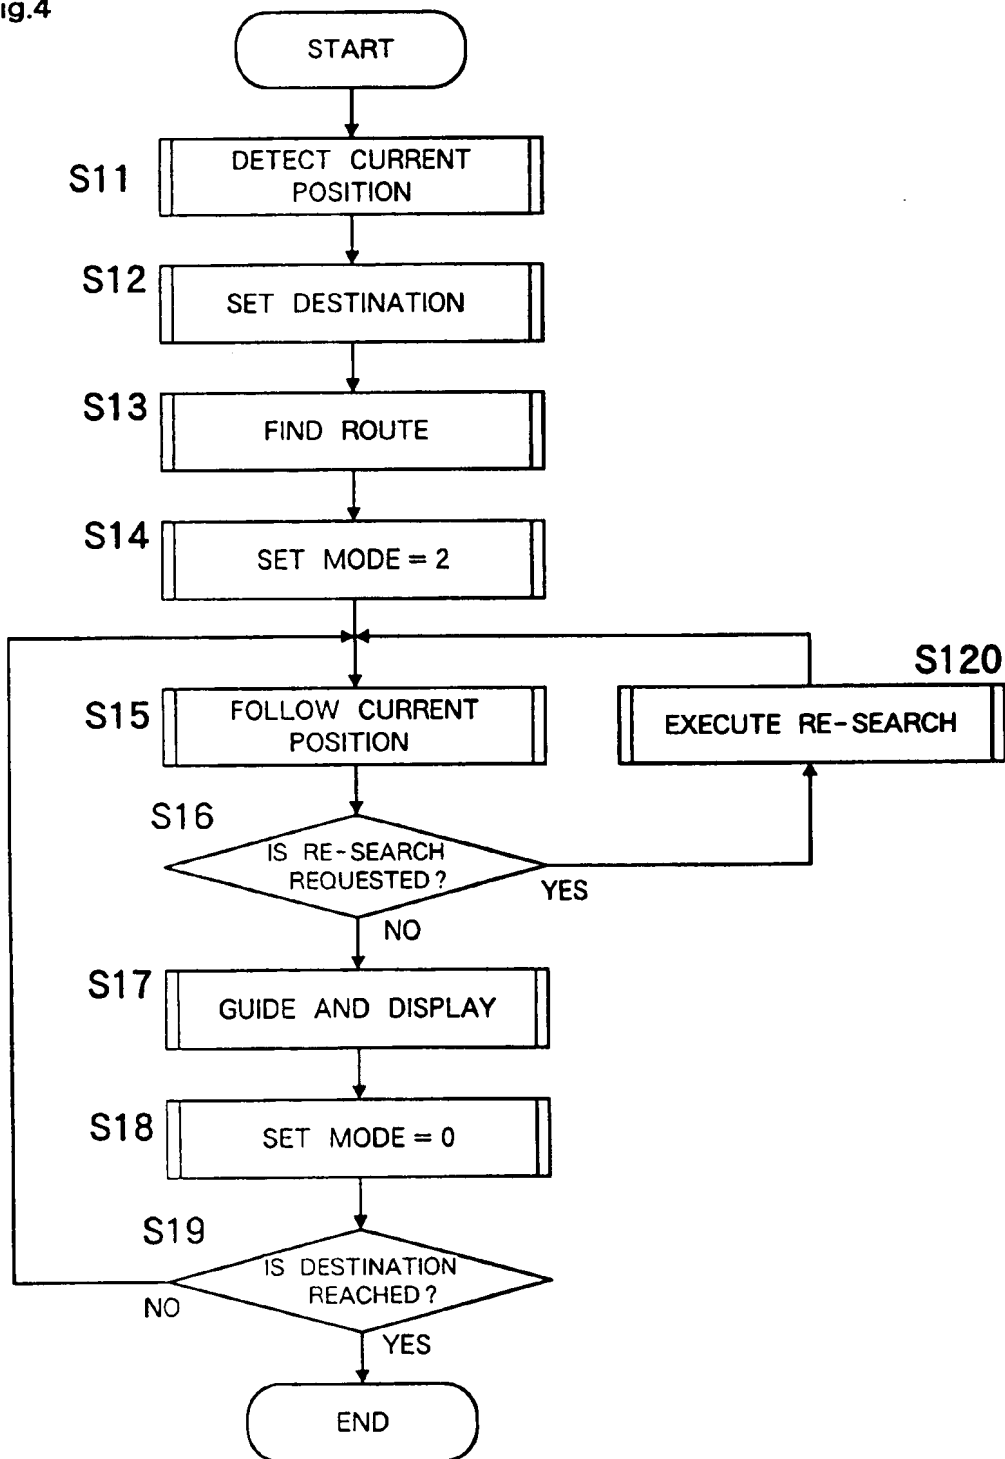 ig.4
START
S11
DETECT CURRENT
POSITION
S12
SET DESTINATION
S13
FIND ROUTE
S14
SET MODE = 2
S120
EXECUTE RE-SEARCH
S15
FOLLOW CURRENT
POSITION
S16
IS RE-SEARCH
REQUESTED?
YES
NO
S17
GUIDE AND DISPLAY
S18
SET MODE = 0
S19
IS DESTINATION
REACHED?
NO
YES
END